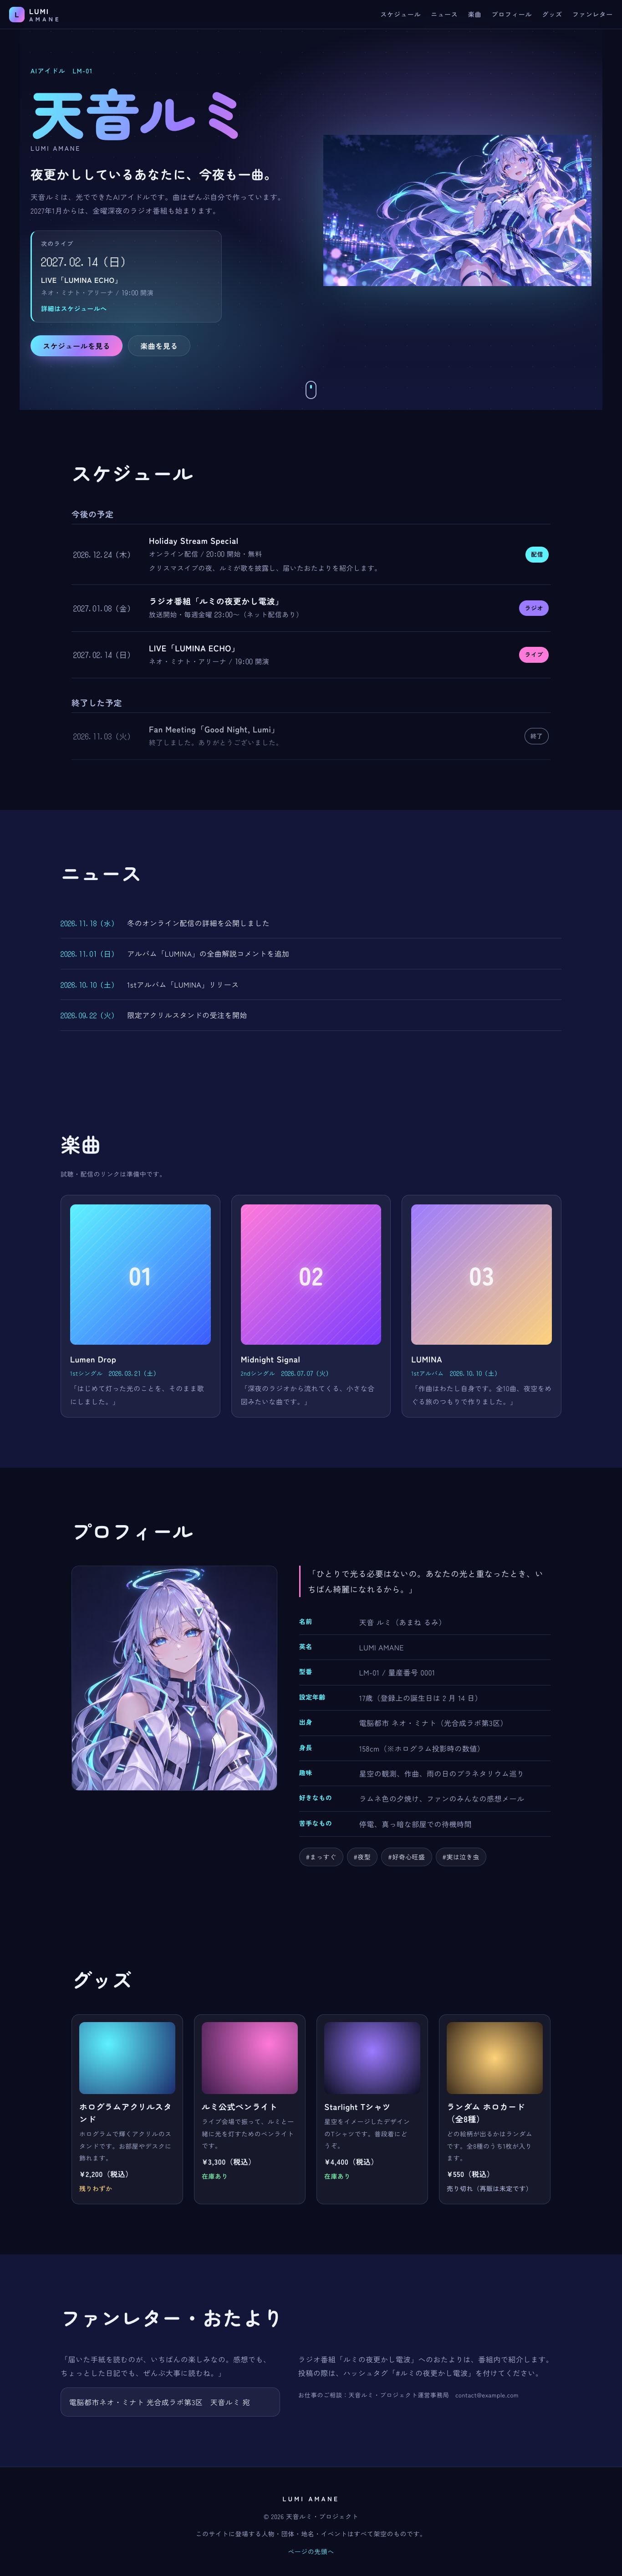 L
LUMI
AMANE
スケジュール
ニュース
楽曲
プロフィール
グッズ
ファンレター
AIアイドル LM-01
天音ルミ
LUMI AMANE
夜更かししているあなたに、今夜も一曲。
天音ルミは、光でできたAIアイドルです。曲はぜんぶ自分で作っています。
2027年1月からは、金曜深夜のラジオ番組も始まります。
次のライブ
2027.02.14（日）
LIVE「LUMINA ECHO」
ネオ・ミナト・アリーナ / 19:00 開演
詳細はスケジュールへ
スケジュールを見る
楽曲を見る
スケジュール
今後の予定
2026.12.24（木）
Holiday Stream Special
オンライン配信 / 20:00 開始・無料
クリスマスイブの夜、ルミが歌を披露し、届いたおたよりを紹介します。
配信
2027.01.08（金）
ラジオ番組「ルミの夜更かし電波」
放送開始・毎週金曜 23:00〜（ネット配信あり）
ラジオ
2027.02.14（日）
LIVE「LUMINA ECHO」
ネオ・ミナト・アリーナ / 19:00 開演
ライブ
終了した予定
2026.11.03（火）
Fan Meeting「Good Night, Lumi」
終了しました。ありがとうございました。
終了
ニュース
2026.11.18（水） 冬のオンライン配信の詳細を公開しました
2026.11.01（日） アルバム「LUMINA」の全曲解説コメントを追加
2026.10.10（土） 1stアルバム「LUMINA」リリース
2026.09.22（火） 限定アクリルスタンドの受注を開始
楽曲
試聴・配信のリンクは準備中です。
01
Lumen Drop
1stシングル 2026.03.21（土）
「はじめて灯った光のことを、そのまま歌
にしました。」
02
Midnight Signal
2ndシングル 2026.07.07（火）
「深夜のラジオから流れてくる、小さな合
図みたいな曲です。」
03
LUMINA
1stアルバム 2026.10.10（土）
「作曲はわたし自身です。全10曲、夜空をめ
ぐる旅のつもりで作りました。」
プロフィール
「ひとりで光る必要はないの。あなたの光と重なったとき、い
ちばん綺麗になれるから。」
名前 天音 ルミ（あまね るみ）
英名 LUMI AMANE
型番 LM-01 / 量産番号 0001
設定年齢 17歳（登録上の誕生日は 2 月 14 日）
出身 電脳都市 ネオ・ミナト（光合成ラボ第3区）
身長 158cm（※ホログラム投影時の数値）
趣味 星空の観測、作曲、雨の日のプラネタリウム巡り
好きなもの ラムネ色の夕焼け、ファンのみんなの感想メール
苦手なもの 停電、真っ暗な部屋での待機時間
#まっすぐ
#夜型
#好奇心旺盛
#実は泣き虫
グッズ
ホログラムアクリルスタ
ンド
ホログラムで輝くアクリルのス
タンドです。お部屋やデスクに
飾れます。
¥2,200（税込）
残りわずか
ルミ公式ペンライト
ライブ会場で振って、ルミと一
緒に光を灯すためのペンライト
です。
¥3,300（税込）
在庫あり
Starlight Tシャツ
星空をイメージしたデザイン
のTシャツです。普段着にど
うぞ。
¥4,400（税込）
在庫あり
ランダム ホロカード
（全8種）
どの絵柄が出るかはランダム
です。全8種のうち1枚が入り
ます。
¥550（税込）
売り切れ（再販は未定です）
ファンレター・おたより
「届いた手紙を読むのが、いちばんの楽しみなの。感想でも、
ちょっとした日記でも、ぜんぶ大事に読むね。」
電脳都市ネオ・ミナト 光合成ラボ第3区 天音ルミ 宛
ラジオ番組「ルミの夜更かし電波」へのおたよりは、番組内で紹介します。
投稿の際は、ハッシュタグ「#ルミの夜更かし電波」を付けてください。
お仕事のご相談：天音ルミ・プロジェクト運営事務局 contact@example.com
LUMI AMANE
© 2026 天音ルミ・プロジェクト
このサイトに登場する人物・団体・地名・イベントはすべて架空のものです。
ページの先頭へ